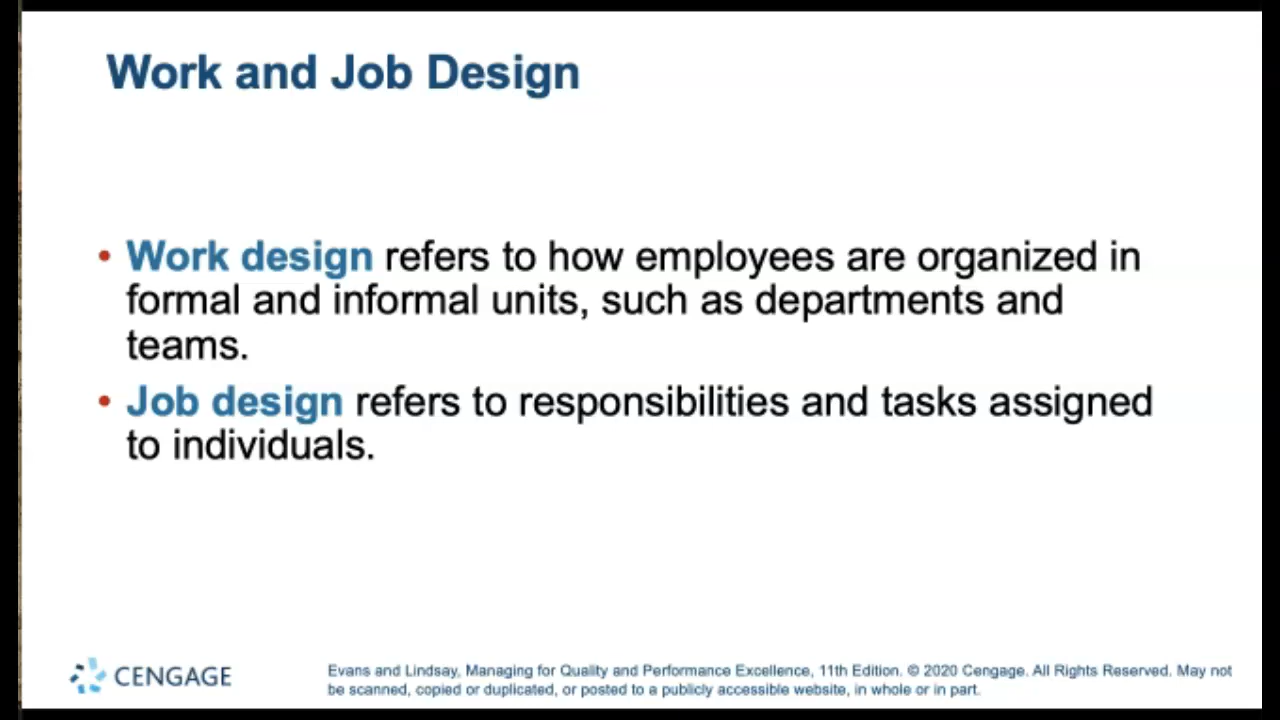 Work and Job Design
• Work design refers to how employees are organized in
formal and informal units, such as departments and
teams.
• Job design refers to responsibilities and tasks assigned
to individuals.
CENGAGE
Evans and Lindsay, Managing for Quality and Performance Excellence, 11th Edition. © 2020 Cengage. All Rights Reserved. May not
be scanned, copied or duplicated, or posted to a publicly accessible website, in whole or in part.